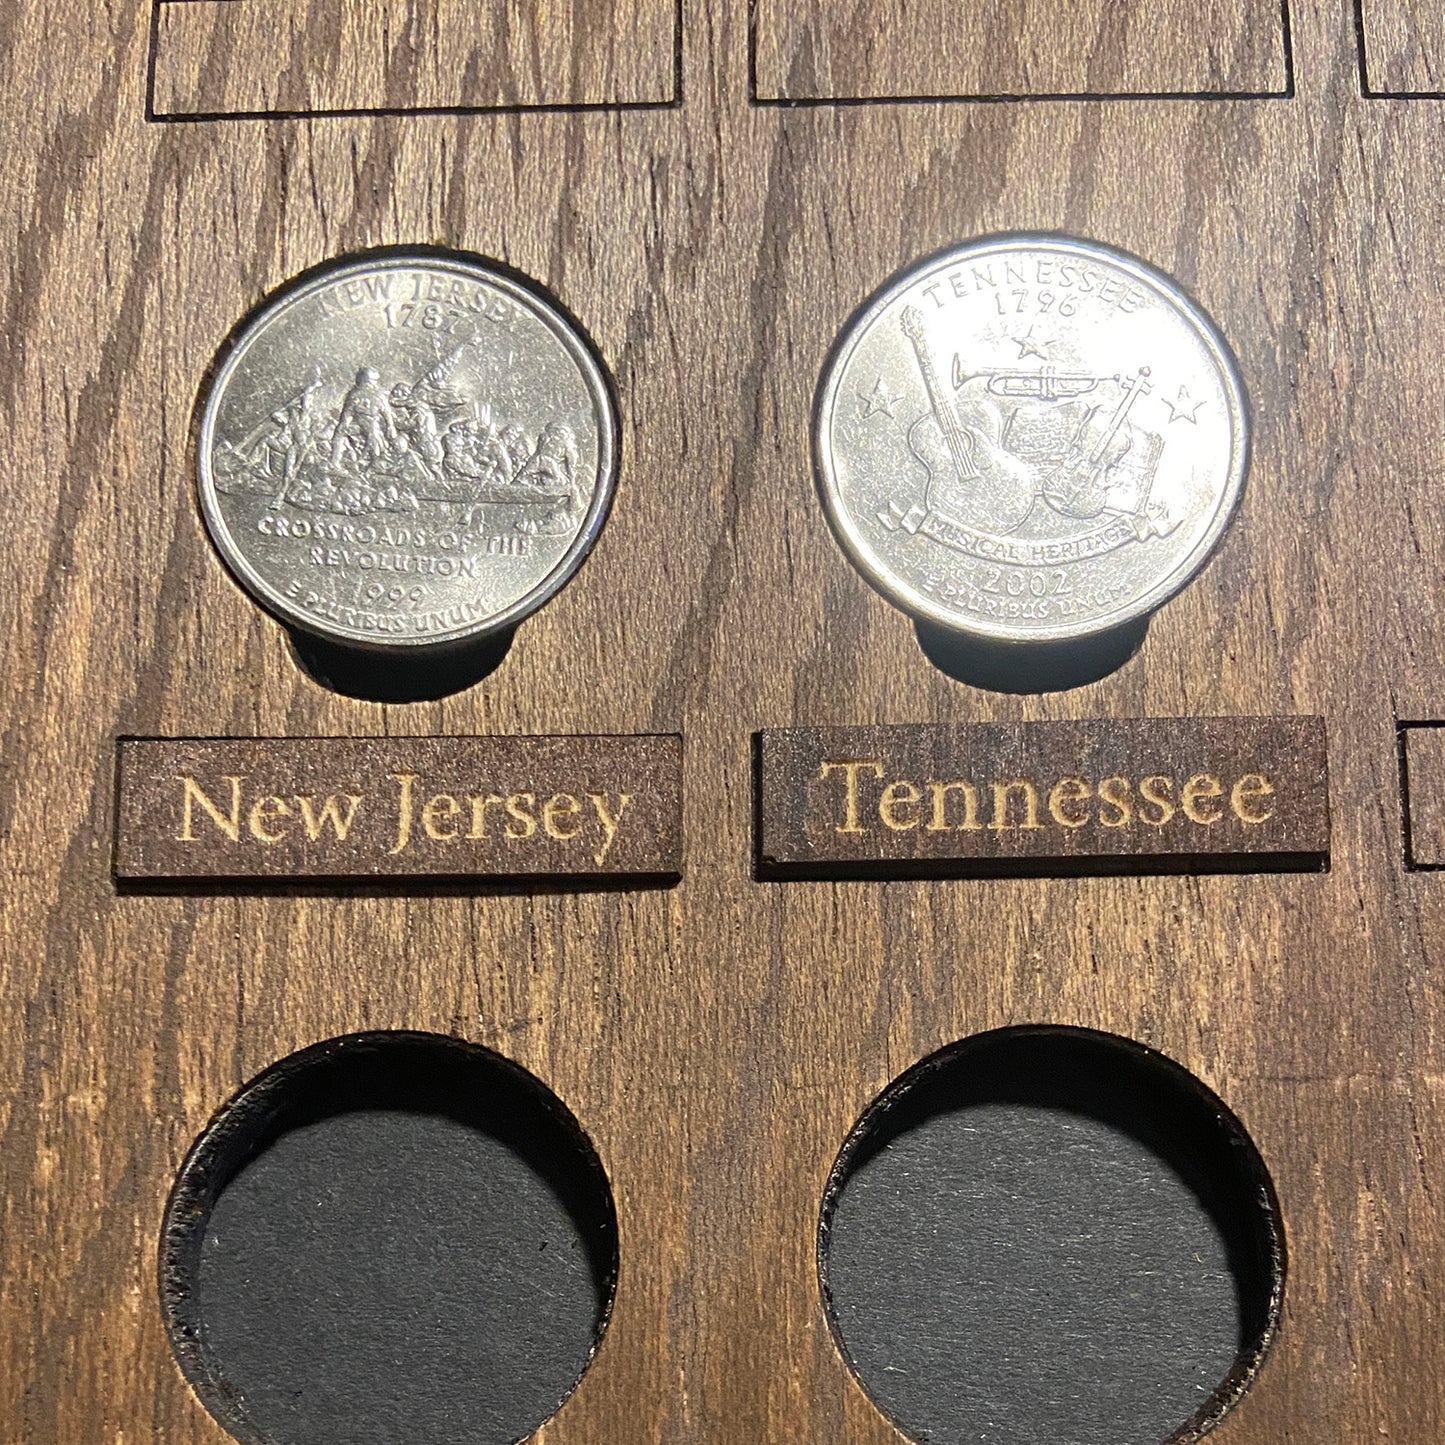 NEW JERSEY
1787
CROSSROADS OF THE
REVOLUTION
1999
E PLURIBUS UNUM
TENNESSEE
1796
MUSICAL HERITAGE
2002
E PLURIBUS UNUM
New Jersey
Tennessee